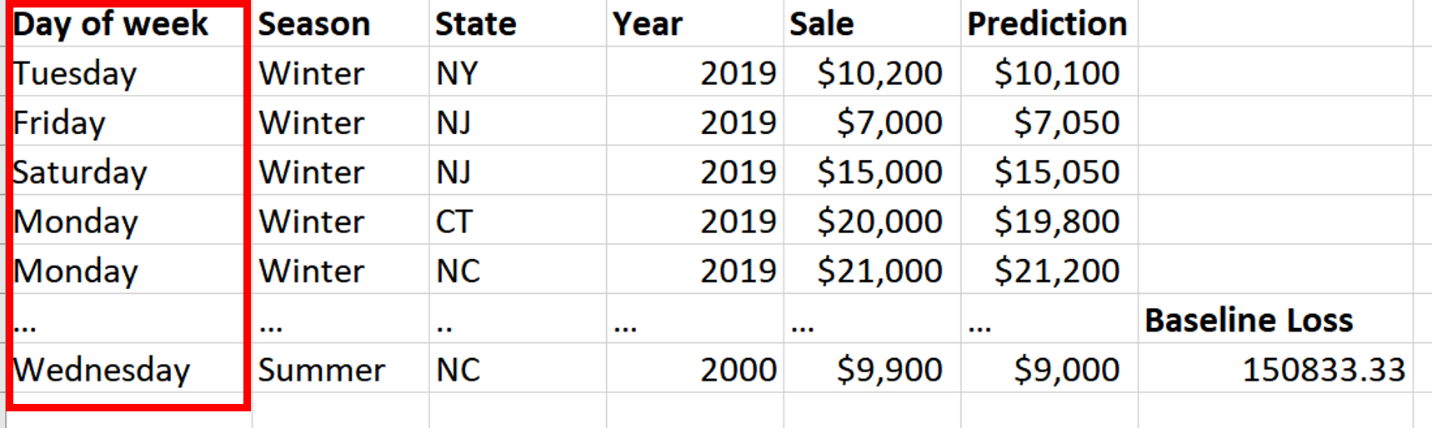 Day of week Season State Year Sale Prediction
Tuesday Winter NY 2019 $10,200 $10,100
Friday Winter NJ 2019 $7,000 $7,050
Saturday Winter NJ 2019 $15,000 $15,050
Monday Winter CT 2019 $20,000 $19,800
Monday Winter NC 2019 $21,000 $21,200
... ... .. ... ... ... Baseline Loss
Wednesday Summer NC 2000 $9,900 $9,000 150833.33